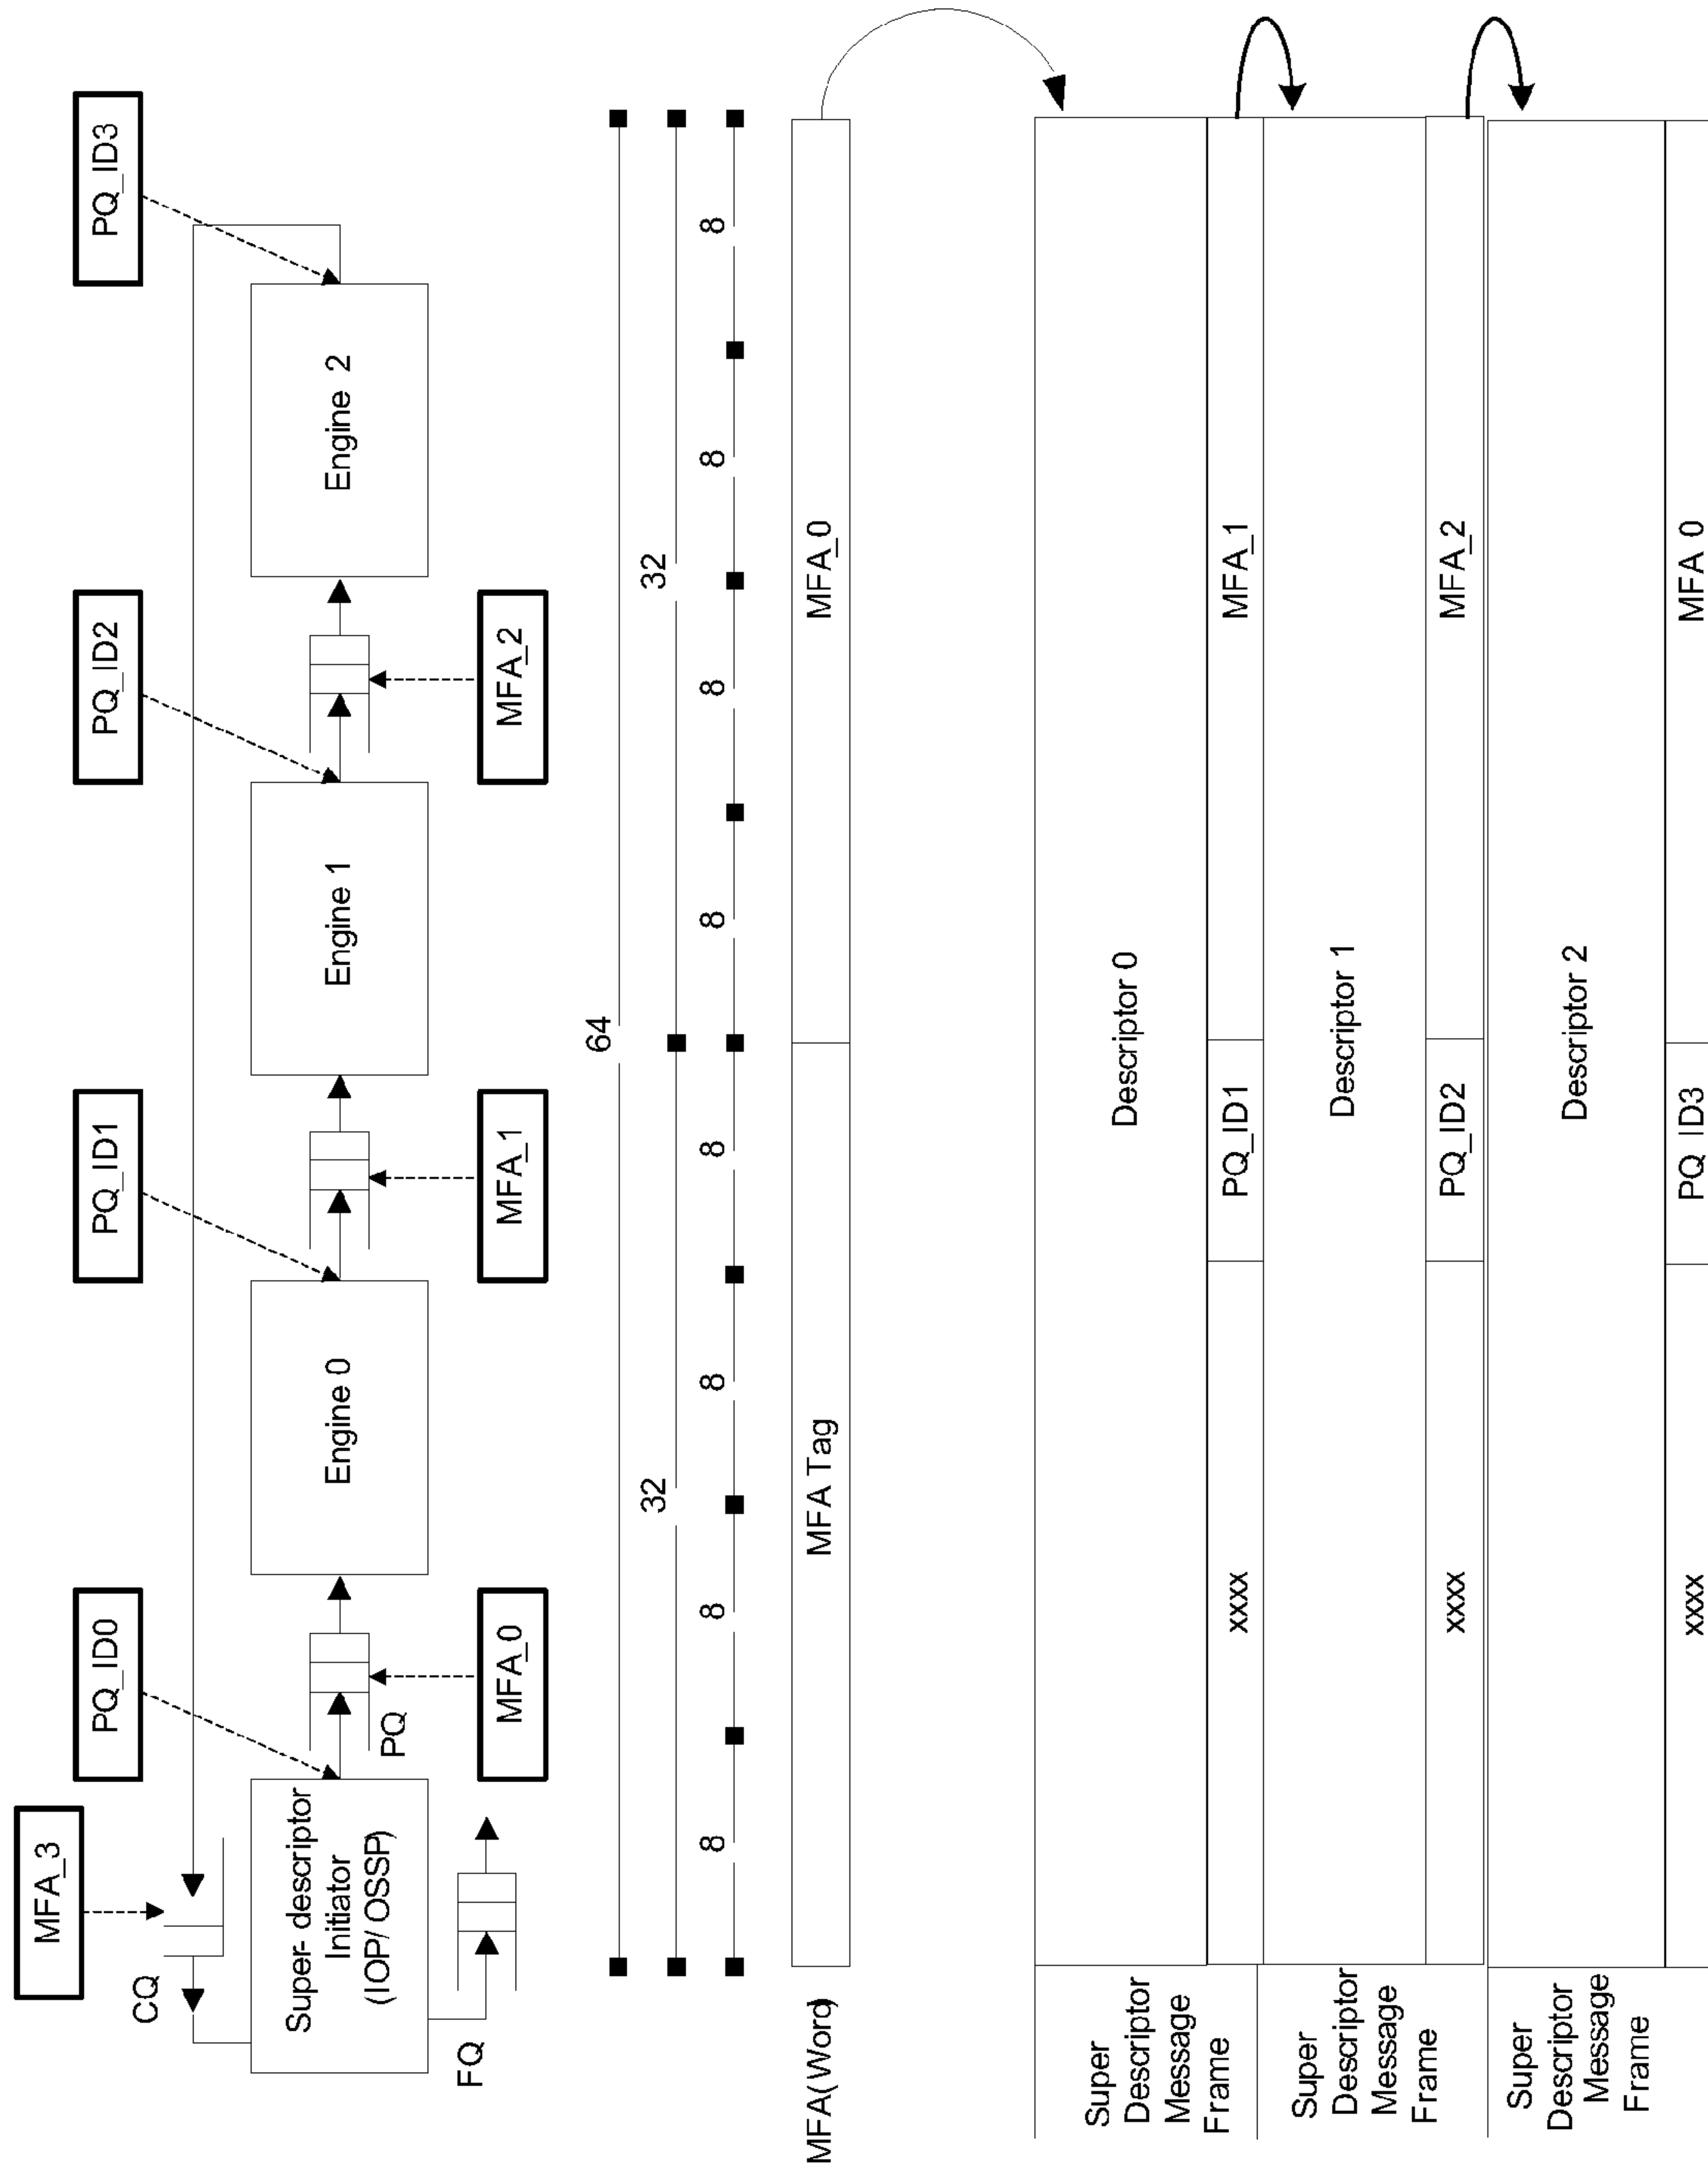 MFA_3
PQ_ID0
PQ_ID1
PQ_ID2
PQ_ID3
CQ
Super- descriptor
Initiator
(IOP/ OSSP)
Engine 0
Engine 1
Engine 2
PQ
FQ
MFA_0
MFA_1
MFA_2
64
32
32
8
8
8
8
8
8
8
8
MFA(Word)
MFA Tag
MFA_0
Super
Descriptor
Message
Frame
Descriptor 0
xxxx
PQ_ID1
MFA_1
Super
Descriptor
Message
Frame
Descriptor 1
xxxx
PQ_ID2
MFA_2
Super
Descriptor
Message
Frame
Descriptor 2
xxxx
PQ_ID3
MFA_0